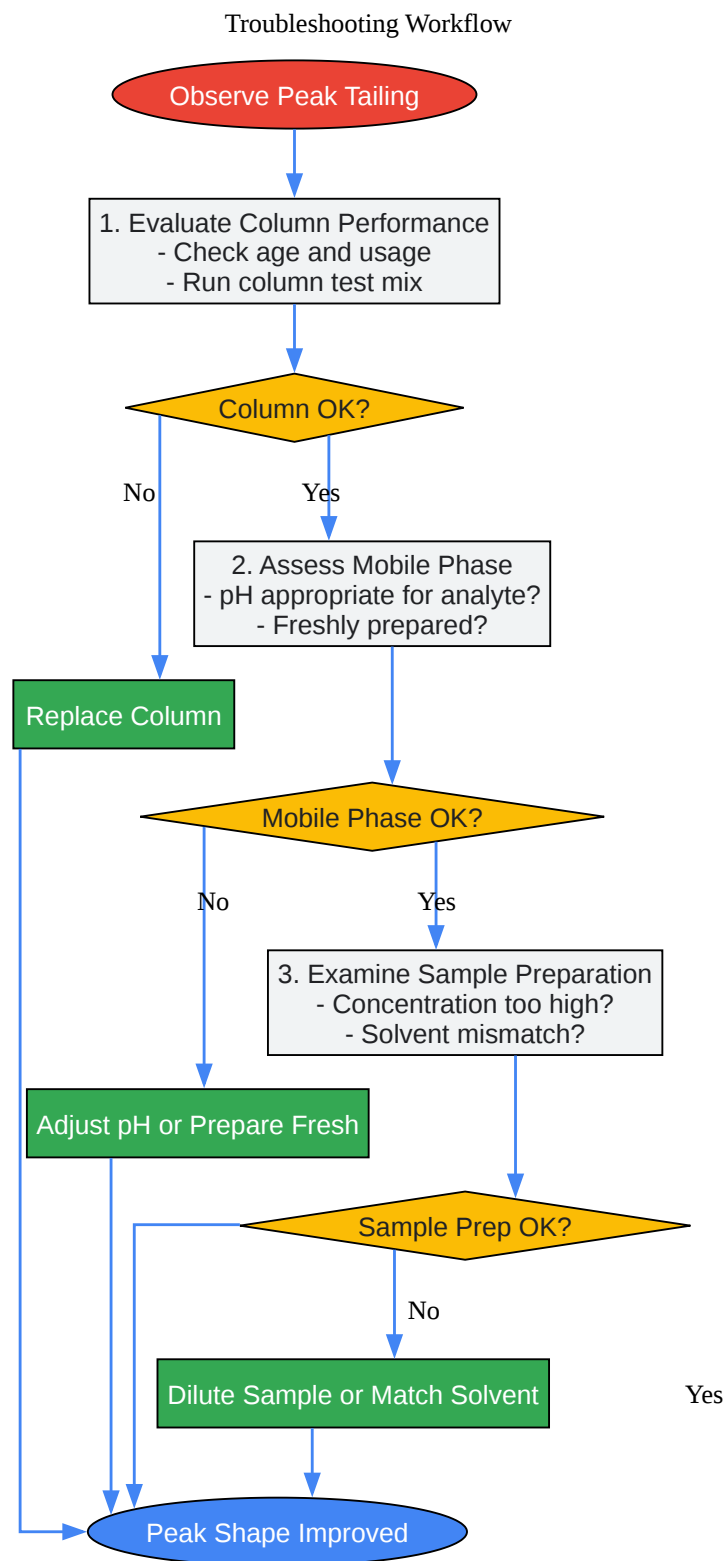 Troubleshooting Workflow
Observe Peak Tailing
1. Evaluate Column Performance
- Check age and usage
- Run column test mix
Column OK?
No
Yes
2. Assess Mobile Phase
- pH appropriate for analyte?
- Freshly prepared?
Replace Column
Mobile Phase OK?
No
Yes
3. Examine Sample Preparation
- Concentration too high?
- Solvent mismatch?
Adjust pH or Prepare Fresh
Sample Prep OK?
No
Dilute Sample or Match Solvent
Yes
Peak Shape Improved